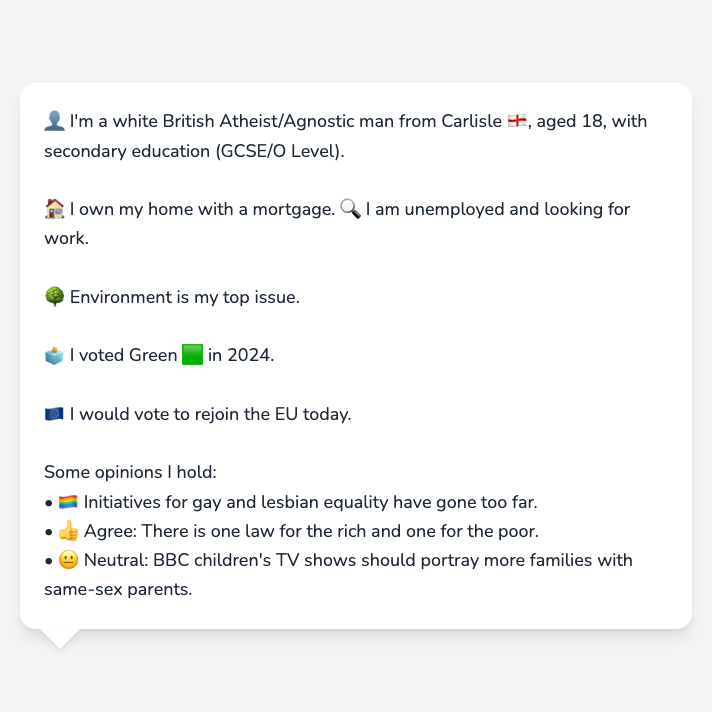 👤 I'm a white British Atheist/Agnostic man from Carlisle 🏴󠁧󠁢󠁥󠁮󠁧󠁿, aged 18, with
secondary education (GCSE/O Level).
🏠 I own my home with a mortgage. 🔍 I am unemployed and looking for
work.
🌳 Environment is my top issue.
🗳️ I voted Green 🟩 in 2024.
🇪🇺 I would vote to rejoin the EU today.
Some opinions I hold:
• 🏳️‍🌈 Initiatives for gay and lesbian equality have gone too far.
• 👍 Agree: There is one law for the rich and one for the poor.
• 😐 Neutral: BBC children's TV shows should portray more families with
same-sex parents.